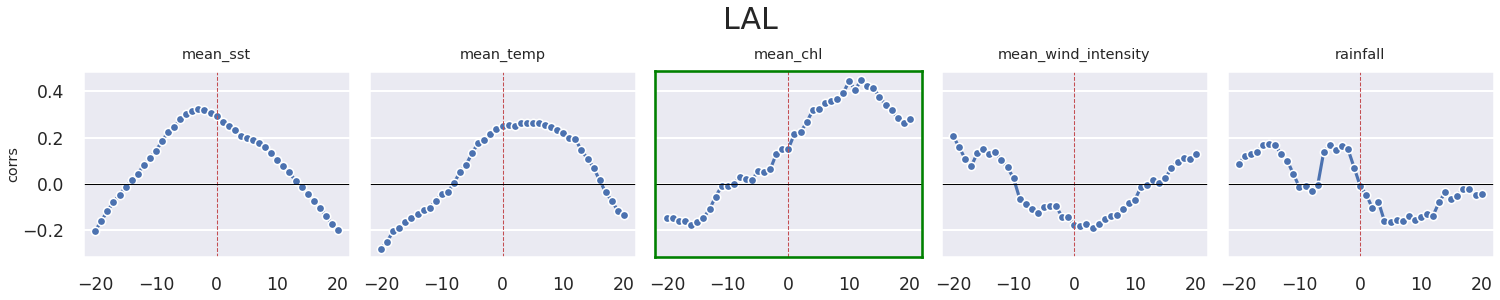 LAL
mean_sst mean_temp mean_chl mean_wind_intensity rainfall
corrs
0.4
0.2
0.0
−0.2
−20 −10 0 10 20 −20 −10 0 10 20 −20 −10 0 10 20 −20 −10 0 10 20 −20 −10 0 10 20